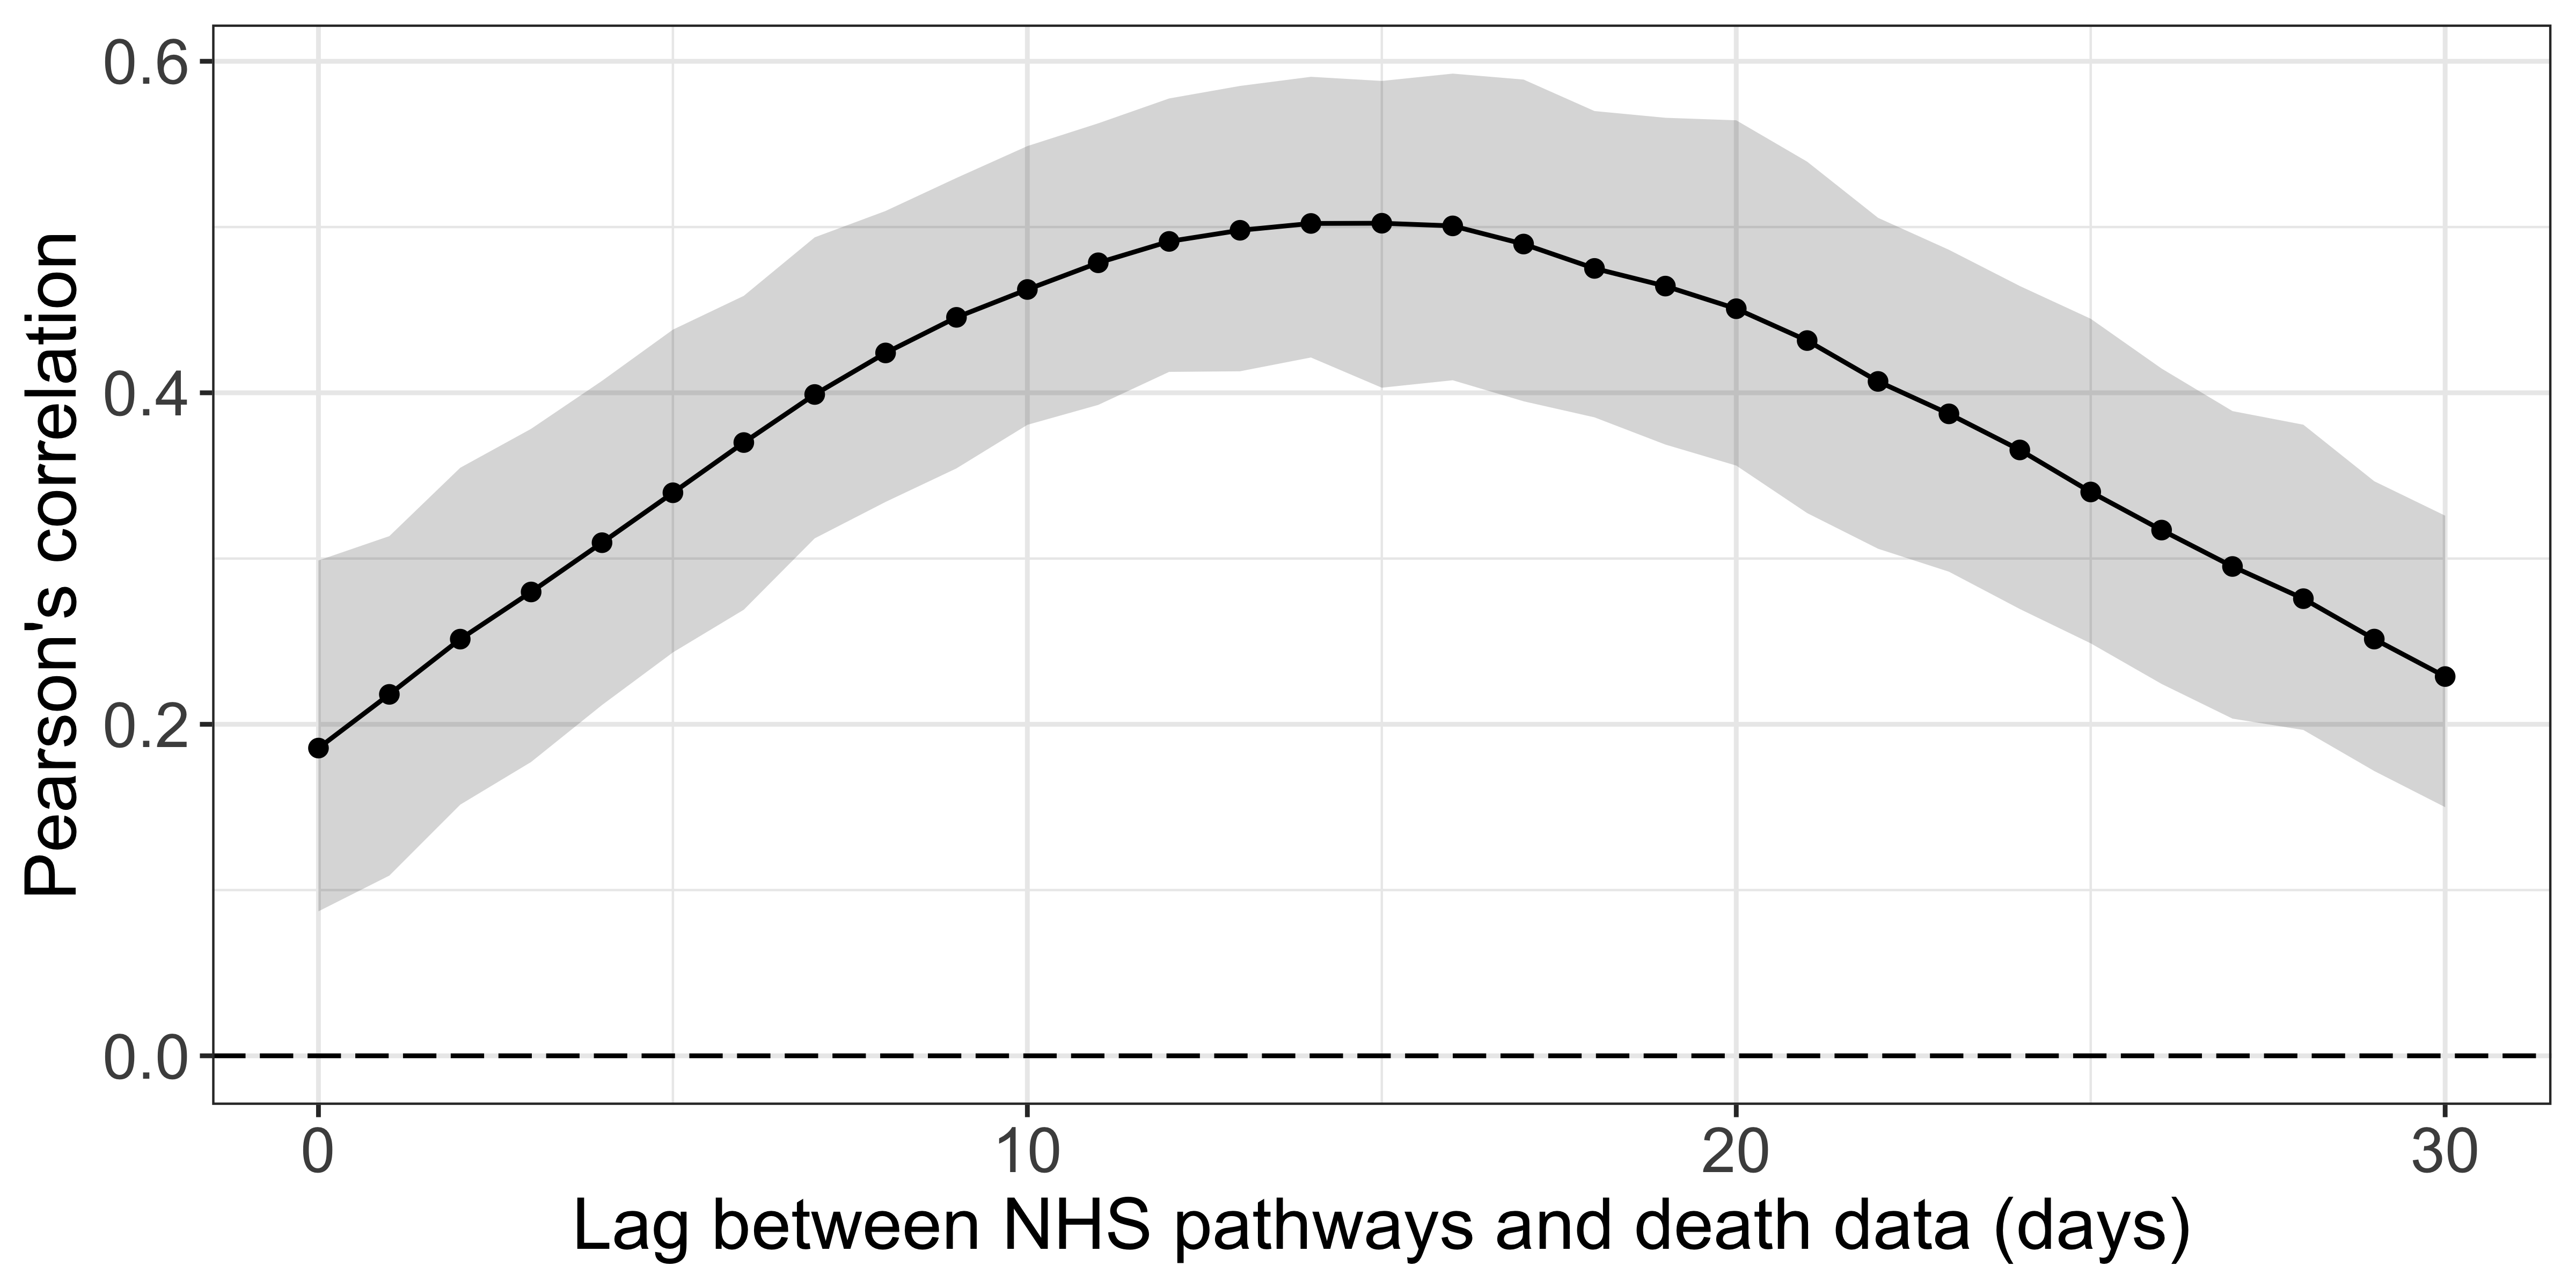 Pearson's correlation
0.6
0.4
0.2
0.0
0 10 20 30
Lag between NHS pathways and death data (days)